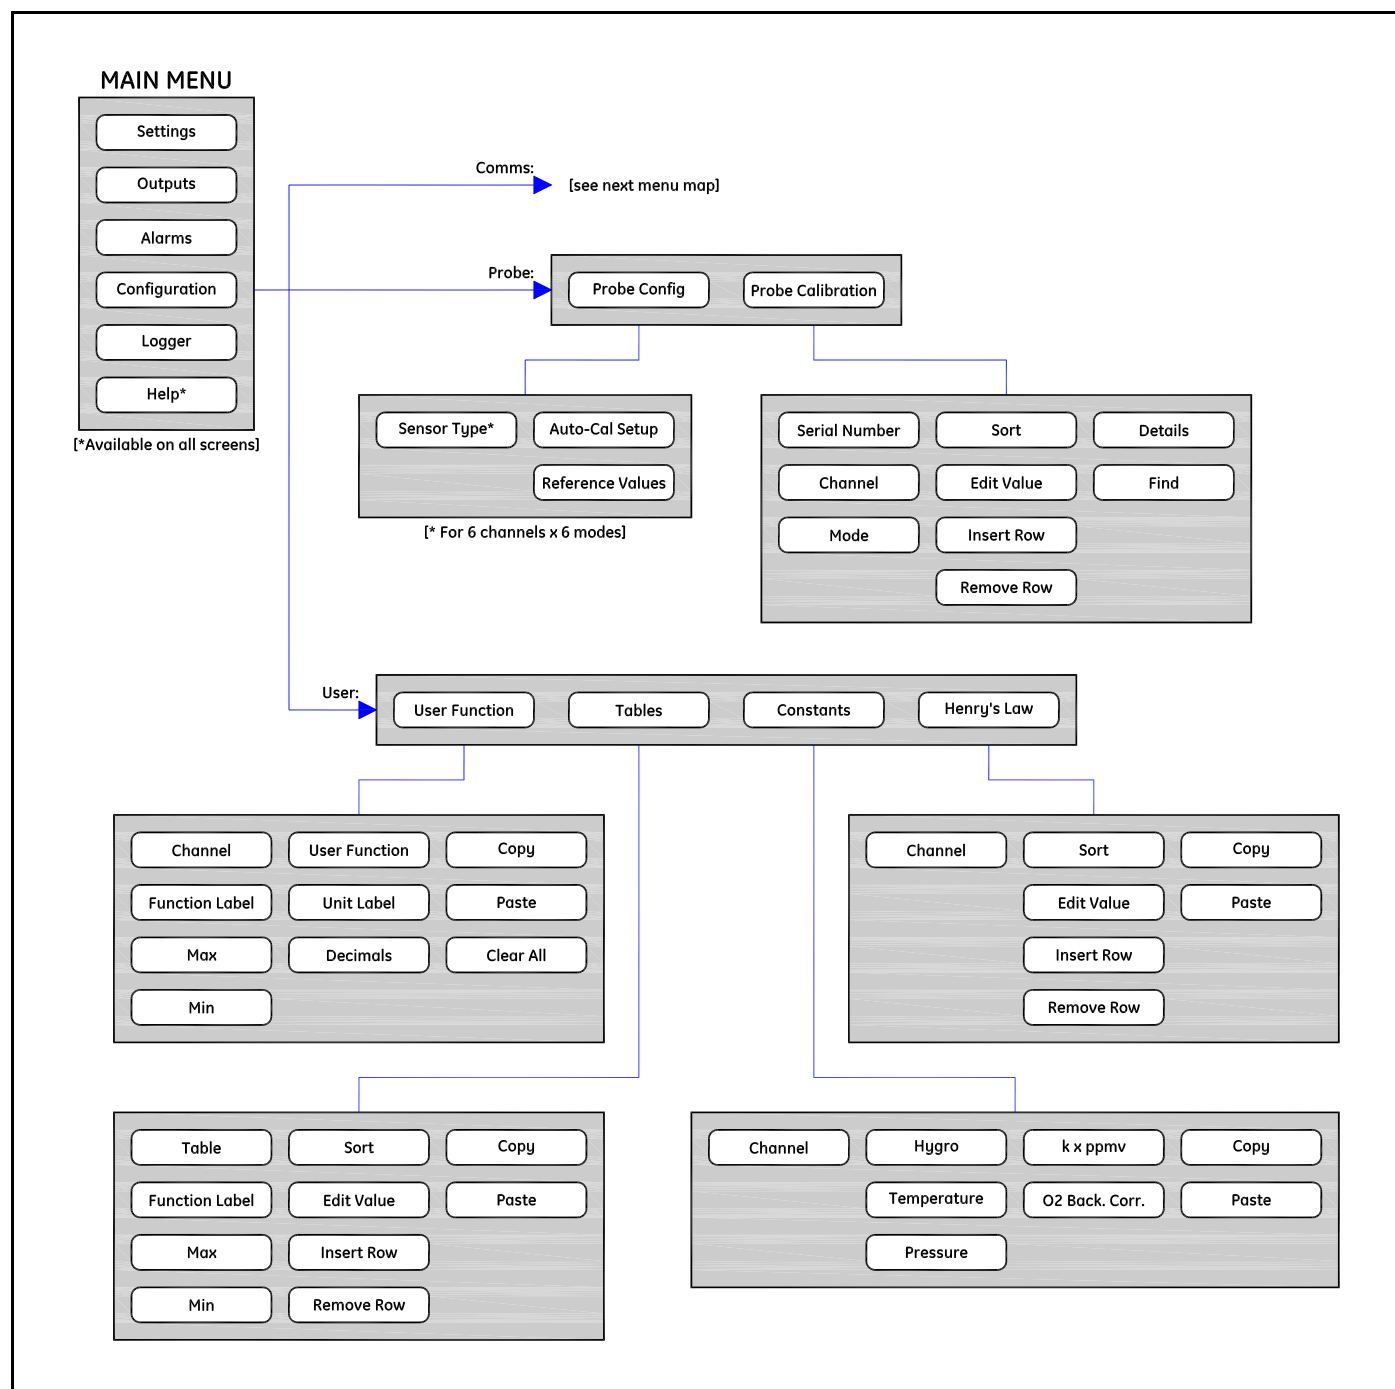 MAIN MENU
Settings
Outputs
Alarms
Configuration
Logger
Help*
[*Available on all screens]
Comms:
[see next menu map]
Probe:
Probe Config
Probe Calibration
Sensor Type*
Auto-Cal Setup
Reference Values
[* For 6 channels x 6 modes]
Serial Number
Sort
Details
Channel
Edit Value
Find
Mode
Insert Row
Remove Row
User:
User Function
Tables
Constants
Henry's Law
Channel
User Function
Copy
Function Label
Unit Label
Paste
Max
Decimals
Clear All
Min
Channel
Sort
Copy
Edit Value
Paste
Insert Row
Remove Row
Table
Sort
Copy
Function Label
Edit Value
Paste
Max
Insert Row
Min
Remove Row
Channel
Hygro
k x ppmv
Copy
Temperature
O2 Back. Corr.
Paste
Pressure